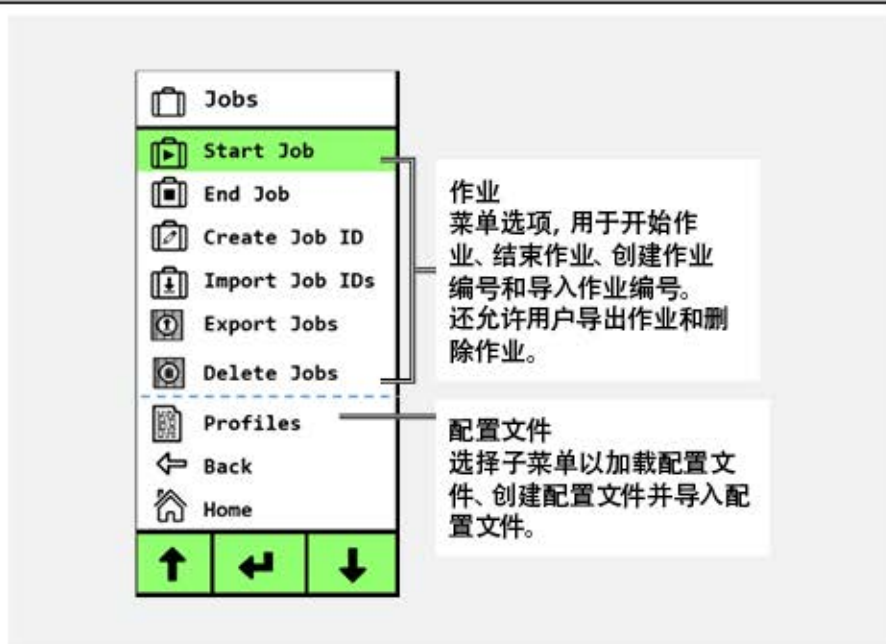 Jobs
Start Job
End Job
Create Job ID
Import Job IDs
Export Jobs
Delete Jobs
Profiles
Back
Home
作业
菜单选项, 用于开始作
业、结束作业、创建作业
编号和导入作业编号。
还允许用户导出作业和删
除作业。
配置文件
选择子菜单以加载配置文
件、创建配置文件并导入配
置文件。